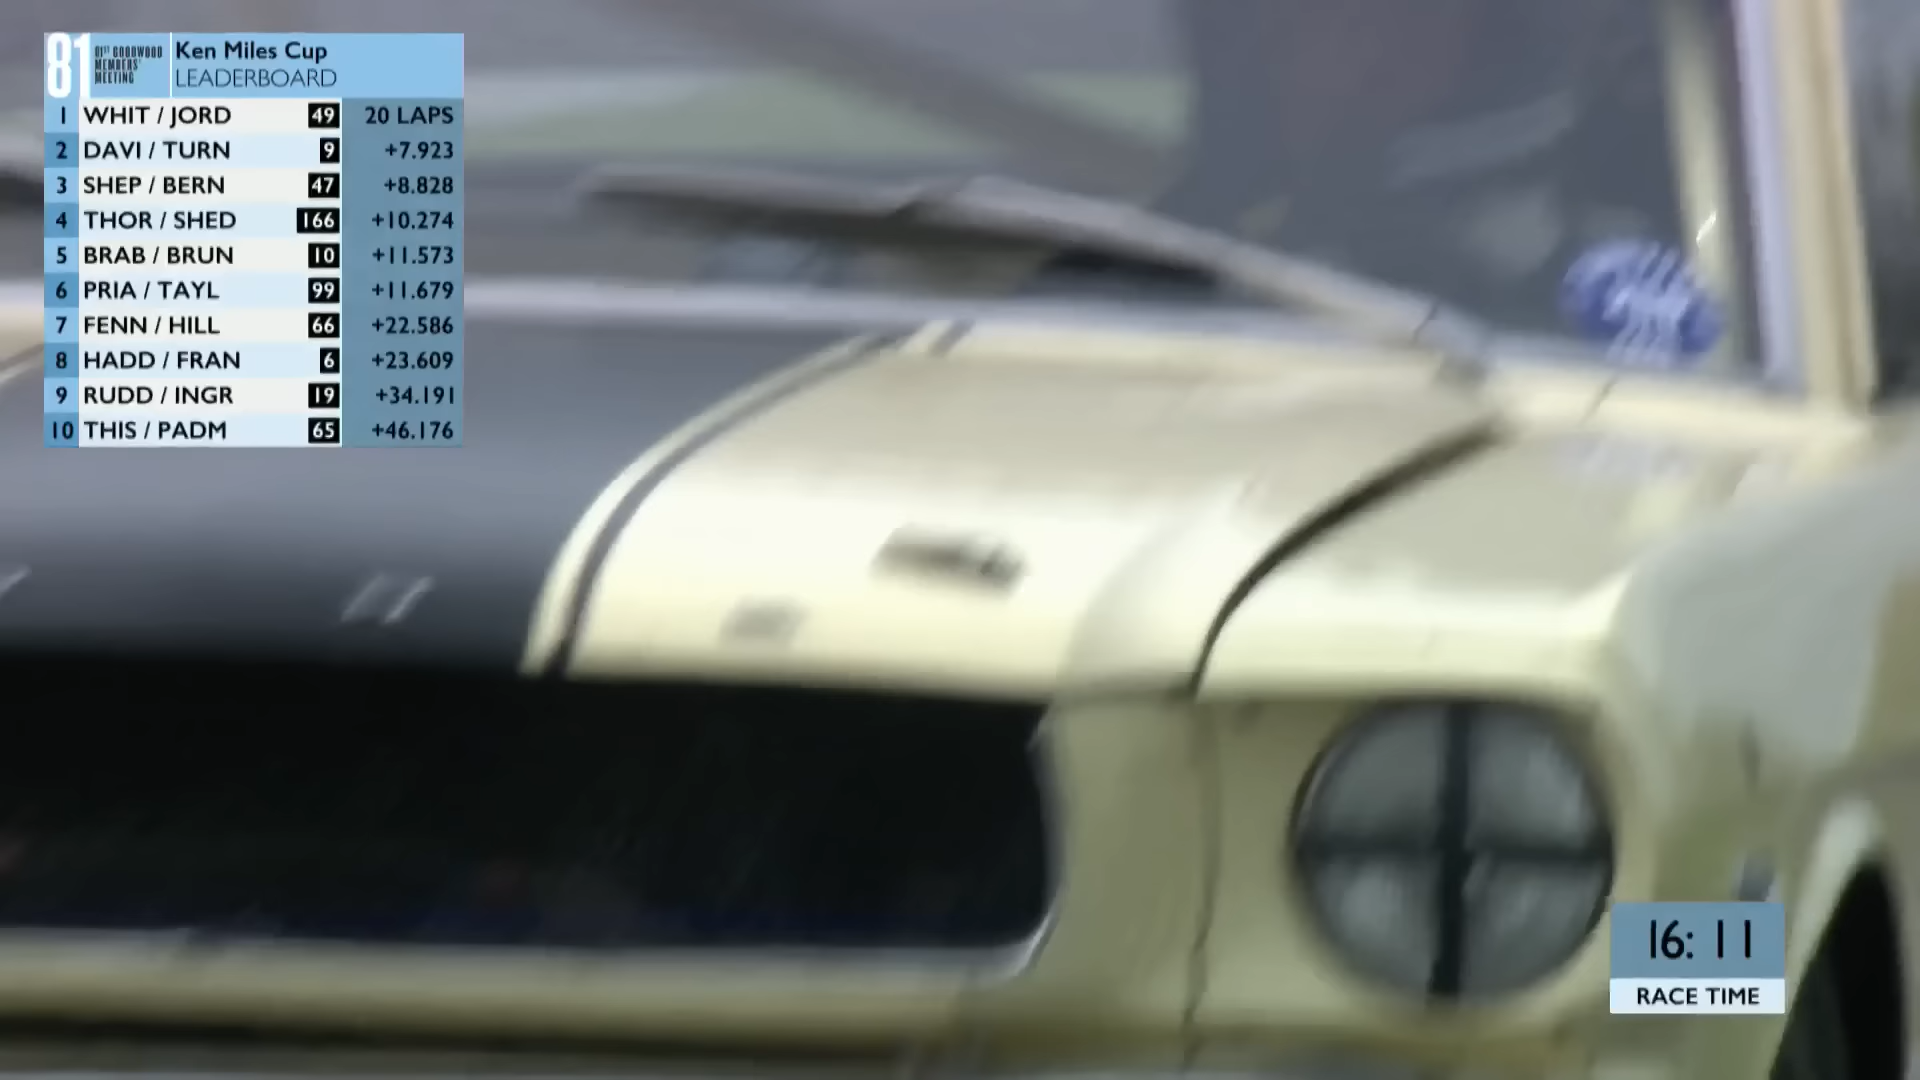 81
81ST GOODWOOD
MEMBERS'
MEETING
Ken Miles Cup
LEADERBOARD
1 WHIT / JORD 49 20 LAPS
2 DAVI / TURN 9 +7.923
3 SHEP / BERN 47 +8.828
4 THOR / SHED 166 +10.274
5 BRAB / BRUN 10 +11.573
6 PRIA / TAYL 99 +11.679
7 FENN / HILL 66 +22.586
8 HADD / FRAN 6 +23.609
9 RUDD / INGR 19 +34.191
10 THIS / PADM 65 +46.176
16:11
RACE TIME